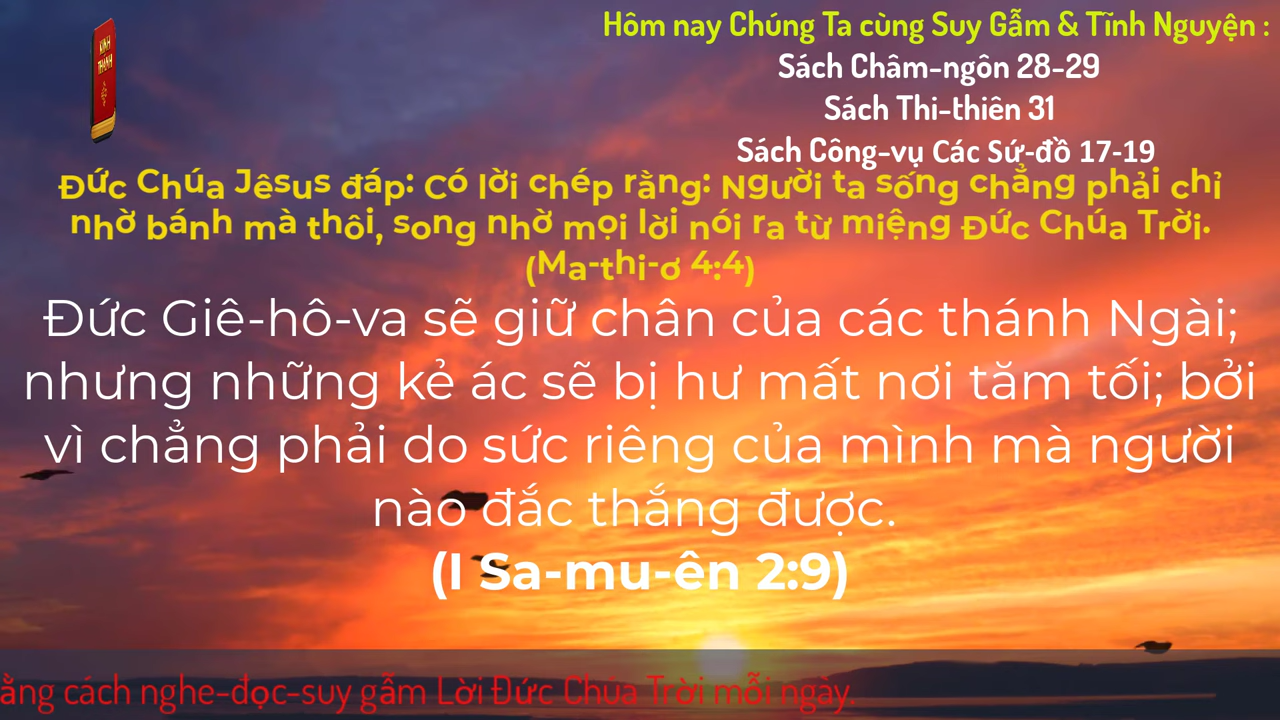 KINH
THÁNH
Hôm nay Chúng Ta cùng Suy Gẫm & Tĩnh Nguyện :
Sách Châm-ngôn 28-29
Sách Thi-thiên 31
Sách Công-vụ Các Sứ-đồ 17-19
Đức Chúa Jêsus đáp: Có lời chép rằng: Người ta sống chẳng phải chỉ
nhờ bánh mà thôi, song nhờ mọi lời nói ra từ miệng Đức Chúa Trời.
(Ma-thi-ơ 4:4)
Đức Giê-hô-va sẽ giữ chân của các thánh Ngài;
nhưng những kẻ ác sẽ bị hư mất nơi tăm tối; bởi
vì chẳng phải do sức riêng của mình mà người
nào đắc thắng được.
(I Sa-mu-ên 2:9)
ằng cách nghe-đọc-suy gẫm Lời Đức Chúa Trời mỗi ngày.